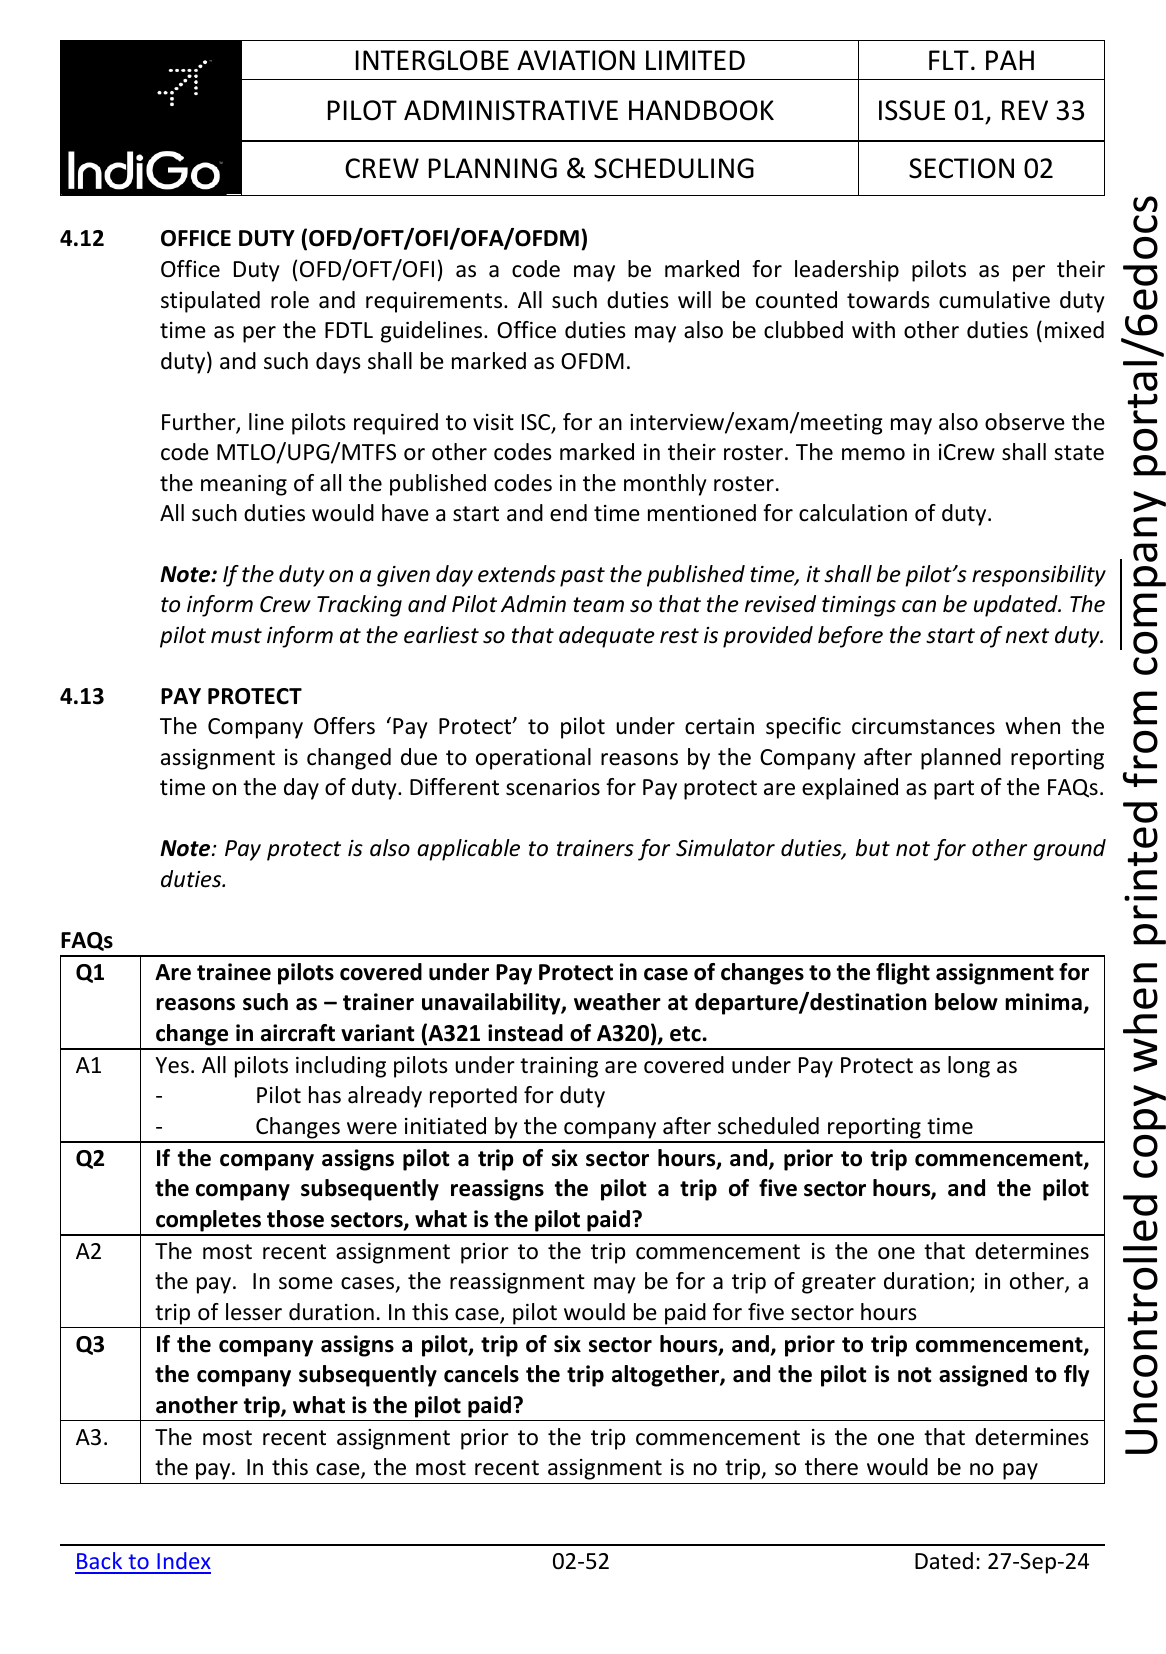 IndiGo
INTERGLOBE AVIATION LIMITED
FLT. PAH
PILOT ADMINISTRATIVE HANDBOOK
ISSUE 01, REV 33
CREW PLANNING & SCHEDULING
SECTION 02
4.12 OFFICE DUTY (OFD/OFT/OFI/OFA/OFDM)
Office Duty (OFD/OFT/OFI) as a code may be marked for leadership pilots as per their
stipulated role and requirements. All such duties will be counted towards cumulative duty
time as per the FDTL guidelines. Office duties may also be clubbed with other duties (mixed
duty) and such days shall be marked as OFDM.
Further, line pilots required to visit ISC, for an interview/exam/meeting may also observe the
code MTLO/UPG/MTFS or other codes marked in their roster. The memo in iCrew shall state
the meaning of all the published codes in the monthly roster.
All such duties would have a start and end time mentioned for calculation of duty.
Note: If the duty on a given day extends past the published time, it shall be pilot’s responsibility
to inform Crew Tracking and Pilot Admin team so that the revised timings can be updated. The
pilot must inform at the earliest so that adequate rest is provided before the start of next duty.
4.13 PAY PROTECT
The Company Offers ‘Pay Protect’ to pilot under certain specific circumstances when the
assignment is changed due to operational reasons by the Company after planned reporting
time on the day of duty. Different scenarios for Pay protect are explained as part of the FAQs.
Note: Pay protect is also applicable to trainers for Simulator duties, but not for other ground
duties.
FAQs
Q1 Are trainee pilots covered under Pay Protect in case of changes to the flight assignment for
reasons such as – trainer unavailability, weather at departure/destination below minima,
change in aircraft variant (A321 instead of A320), etc.
A1 Yes. All pilots including pilots under training are covered under Pay Protect as long as
- Pilot has already reported for duty
- Changes were initiated by the company after scheduled reporting time
Q2 If the company assigns pilot a trip of six sector hours, and, prior to trip commencement,
the company subsequently reassigns the pilot a trip of five sector hours, and the pilot
completes those sectors, what is the pilot paid?
A2 The most recent assignment prior to the trip commencement is the one that determines
the pay. In some cases, the reassignment may be for a trip of greater duration; in other, a
trip of lesser duration. In this case, pilot would be paid for five sector hours
Q3 If the company assigns a pilot, trip of six sector hours, and, prior to trip commencement,
the company subsequently cancels the trip altogether, and the pilot is not assigned to fly
another trip, what is the pilot paid?
A3. The most recent assignment prior to the trip commencement is the one that determines
the pay. In this case, the most recent assignment is no trip, so there would be no pay
Back to Index
02-52
Dated: 27-Sep-24
Uncontrolled copy when printed from company portal/6edocs